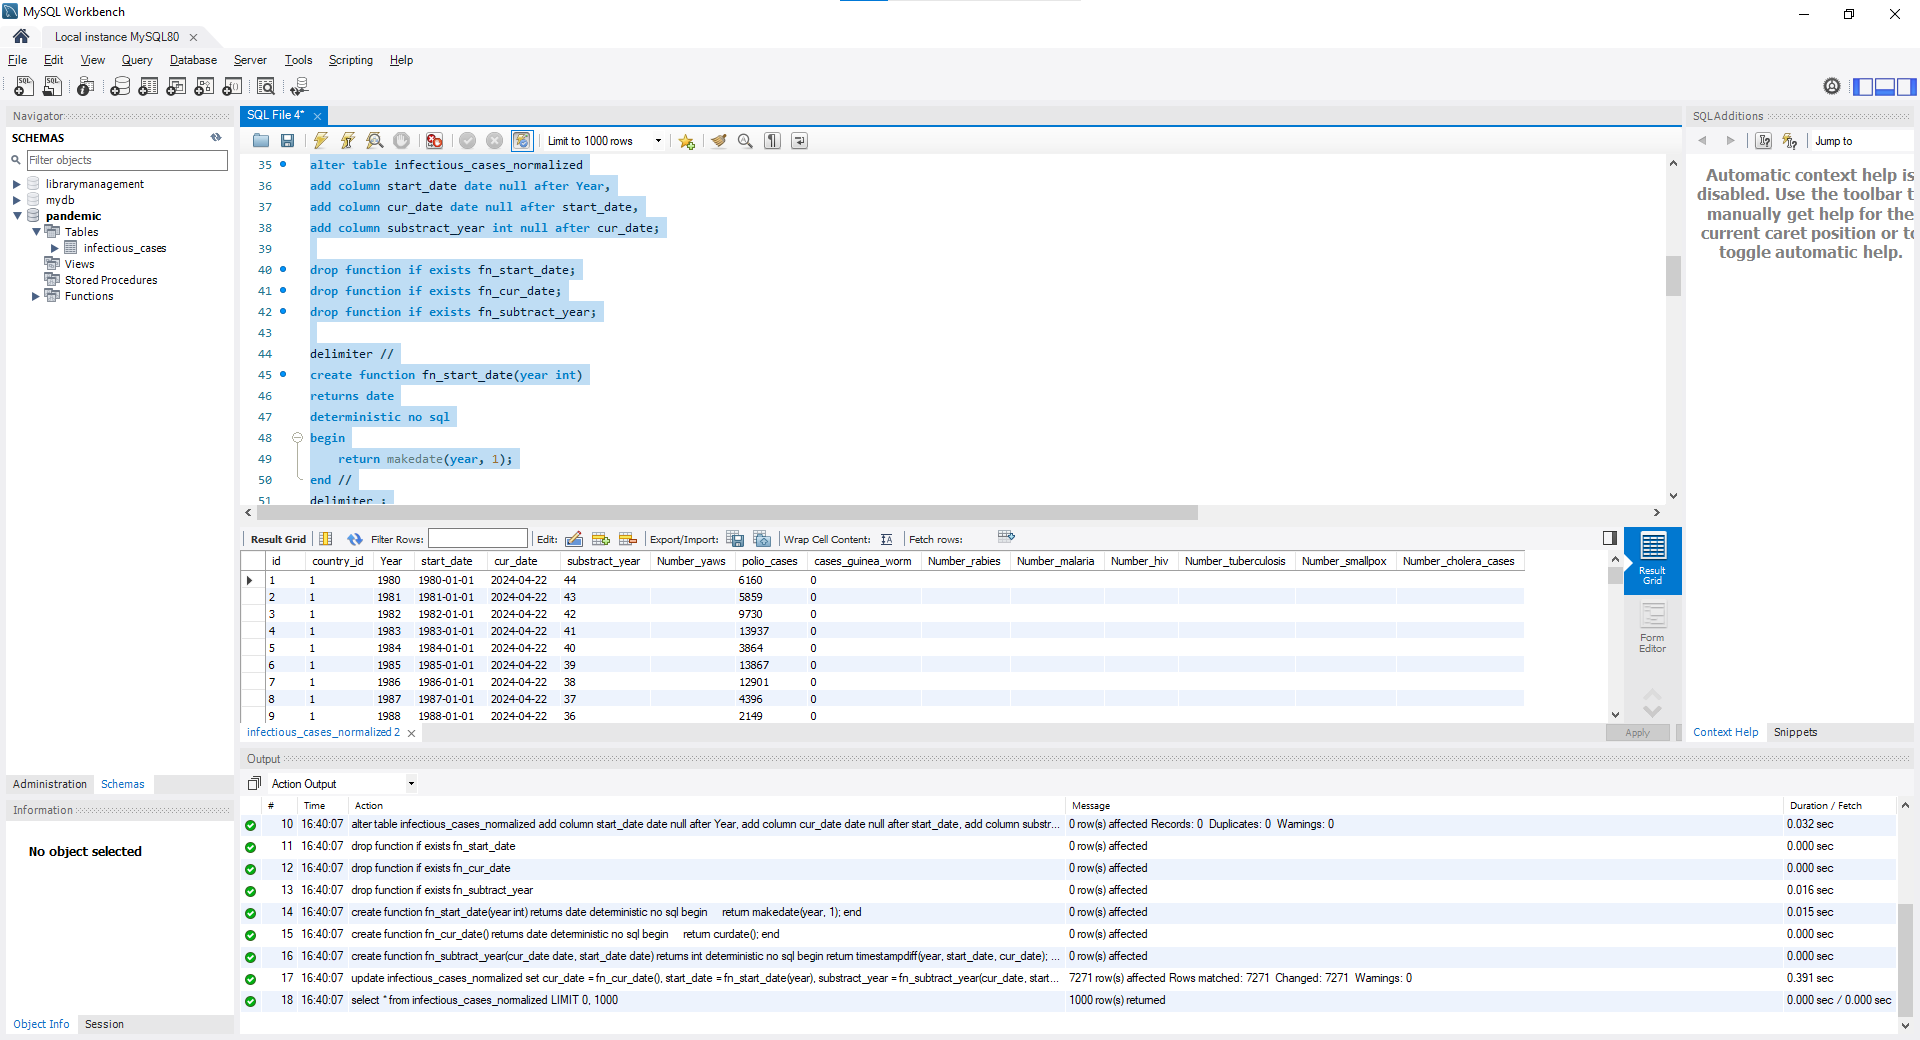 MySQL Workbench
Local instance MySQL80
File Edit View Query Database Server Tools Scripting Help
Navigator
SCHEMAS
Filter objects
librarymanagement
mydb
pandemic
Tables
infectious_cases
Views
Stored Procedures
Functions
Administration Schemas
Information
No object selected
Object Info Session
SQL File 4*
Limit to 1000 rows
35 alter table infectious_cases_normalized
36 add column start_date date null after Year,
37 add column cur_date date null after start_date,
38 add column substract_year int null after cur_date;
39
40 drop function if exists fn_start_date;
41 drop function if exists fn_cur_date;
42 drop function if exists fn_subtract_year;
43
44 delimiter //
45 create function fn_start_date(year int)
46 returns date
47 deterministic no sql
48 begin
49 return makedate(year, 1);
50 end //
51 delimiter ;
Result Grid Filter Rows: Edit: Export/Import: Wrap Cell Content: Fetch rows:
id country_id Year start_date cur_date substract_year Number_yaws polio_cases cases_guinea_worm Number_rabies Number_malaria Number_hiv Number_tuberculosis Number_smallpox Number_cholera_cases
1 1 1980 1980-01-01 2024-04-22 44 6160 0
2 1 1981 1981-01-01 2024-04-22 43 5859 0
3 1 1982 1982-01-01 2024-04-22 42 9730 0
4 1 1983 1983-01-01 2024-04-22 41 13937 0
5 1 1984 1984-01-01 2024-04-22 40 3864 0
6 1 1985 1985-01-01 2024-04-22 39 13867 0
7 1 1986 1986-01-01 2024-04-22 38 12901 0
8 1 1987 1987-01-01 2024-04-22 37 4396 0
9 1 1988 1988-01-01 2024-04-22 36 2149 0
Result
Grid
Form
Editor
infectious_cases_normalized 2
Apply
SQLAdditions
Jump to
Automatic context help is
disabled. Use the toolbar t
manually get help for the
current caret position or to
toggle automatic help.
Context Help Snippets
Output
Action Output
# Time Action Message Duration / Fetch
10 16:40:07 alter table infectious_cases_normalized add column start_date date null after Year, add column cur_date date null after start_date, add column substr... 0 row(s) affected Records: 0 Duplicates: 0 Warnings: 0 0.032 sec
11 16:40:07 drop function if exists fn_start_date 0 row(s) affected 0.000 sec
12 16:40:07 drop function if exists fn_cur_date 0 row(s) affected 0.000 sec
13 16:40:07 drop function if exists fn_subtract_year 0 row(s) affected 0.016 sec
14 16:40:07 create function fn_start_date(year int) returns date deterministic no sql begin return makedate(year, 1); end 0 row(s) affected 0.015 sec
15 16:40:07 create function fn_cur_date() returns date deterministic no sql begin return curdate(); end 0 row(s) affected 0.000 sec
16 16:40:07 create function fn_subtract_year(cur_date date, start_date date) returns int deterministic no sql begin return timestampdiff(year, start_date, cur_date); ... 0 row(s) affected 0.000 sec
17 16:40:07 update infectious_cases_normalized set cur_date = fn_cur_date(), start_date = fn_start_date(year), substract_year = fn_subtract_year(cur_date, start... 7271 row(s) affected Rows matched: 7271 Changed: 7271 Warnings: 0 0.391 sec
18 16:40:07 select * from infectious_cases_normalized LIMIT 0, 1000 1000 row(s) returned 0.000 sec / 0.000 sec